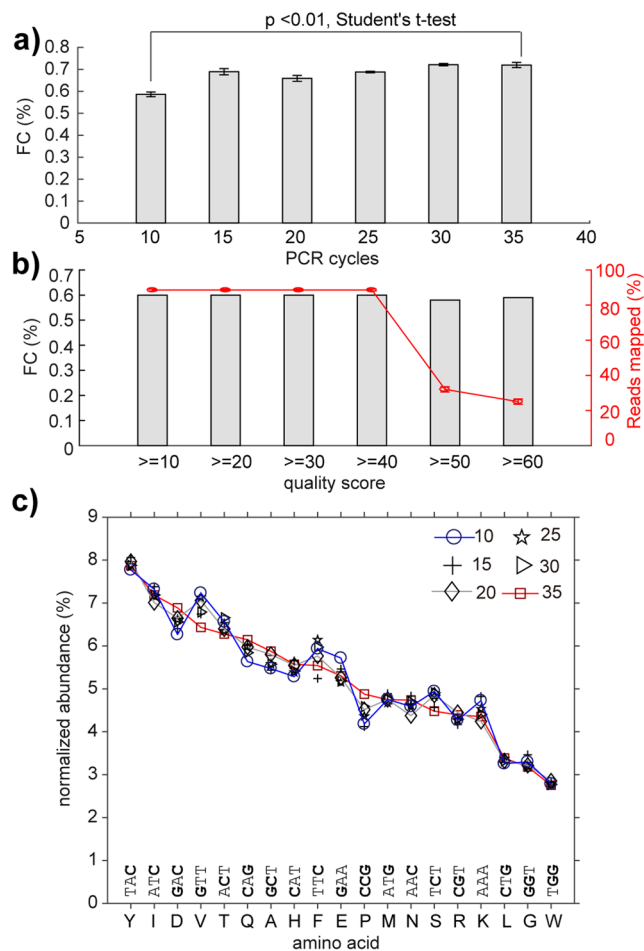 p <0.01, Student's t-test
a)
0.8
0.7
0.6
0.5
0.4
0.3
0.2
0.1
0
FC (%)
5 10 15 20 25 30 35 40
PCR cycles
b)
0.7
0.6
0.5
0.4
0.3
0.2
0.1
0
FC (%)
100
80
60
40
20
0
Reads mapped (%)
>=10 >=20 >=30 >=40 >=50 >=60
quality score
c)
9
8
7
6
5
4
3
2
1
0
normalized abundance (%)
10 25
15 30
20 35
TAC ATC GAC GTT ACT CAG GCT CAT TTC GAA CCG ATG AAC TCT CGT AAA CTG GGT TGG
Y I D V T Q A H F E P M N S R K L G W
amino acid